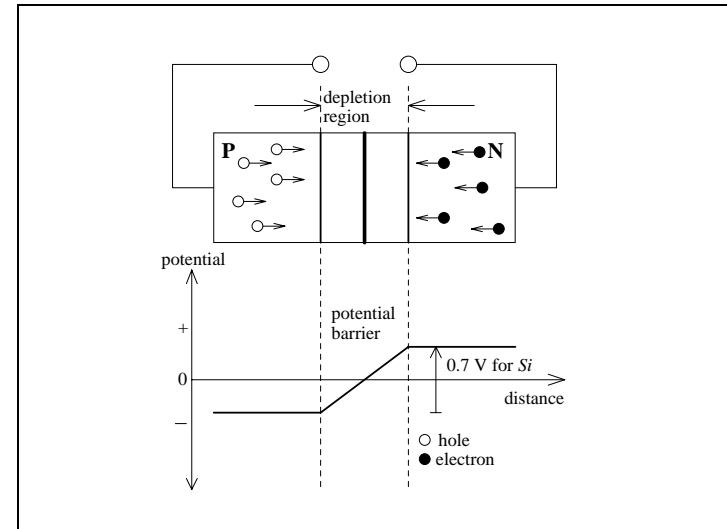 depletion
region
P
N
potential
potential
barrier
+
0.7 V for Si
0
distance
−
hole
electron